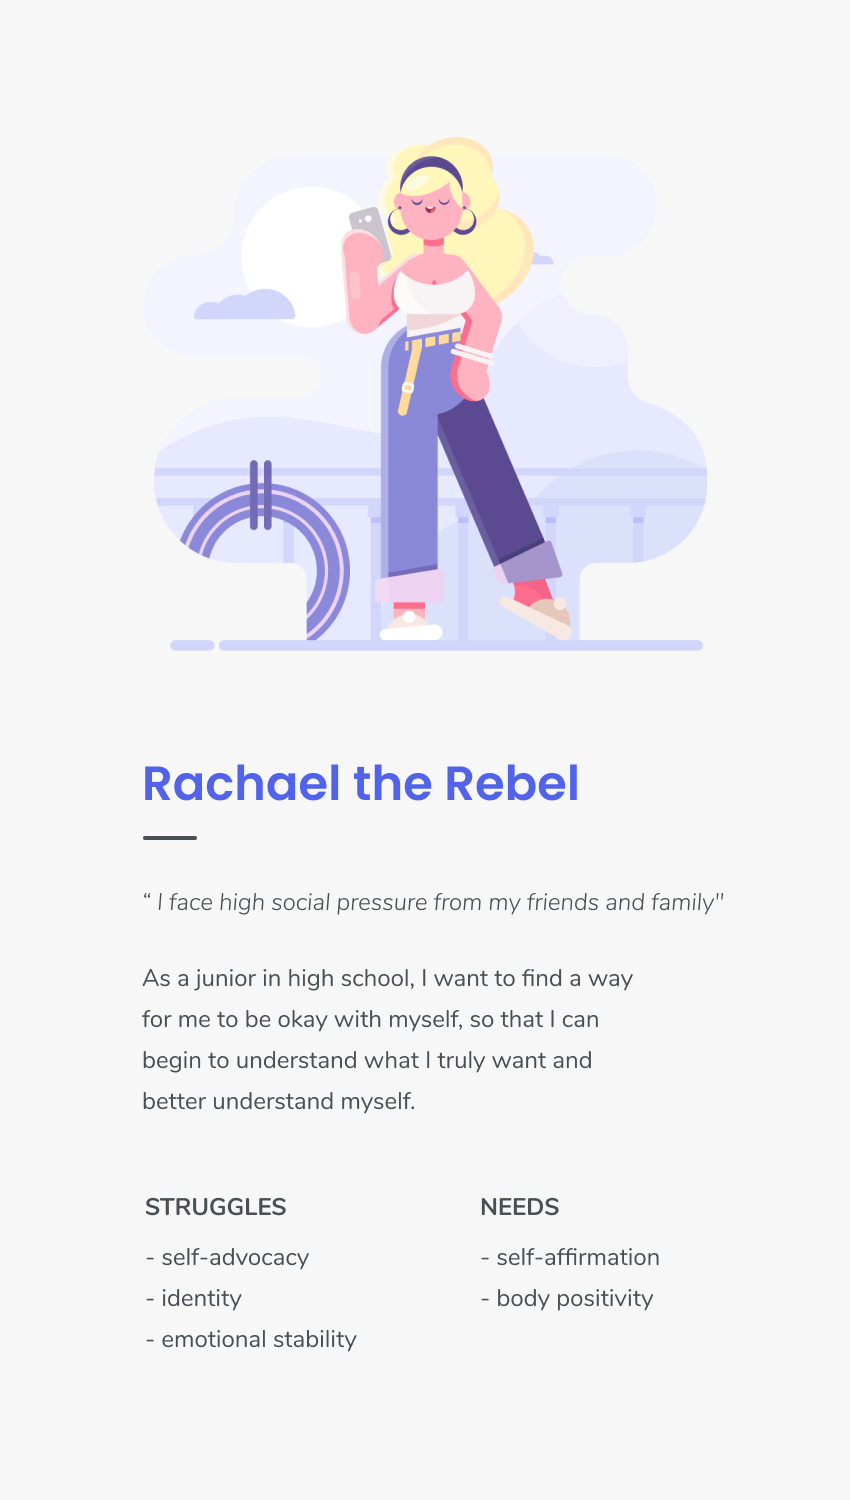 Rachael the Rebel
“ I face high social pressure from my friends and family"
As a junior in high school, I want to find a way
for me to be okay with myself, so that I can
begin to understand what I truly want and
better understand myself.
STRUGGLES
- self-advocacy
- identity
- emotional stability
NEEDS
- self-affirmation
- body positivity